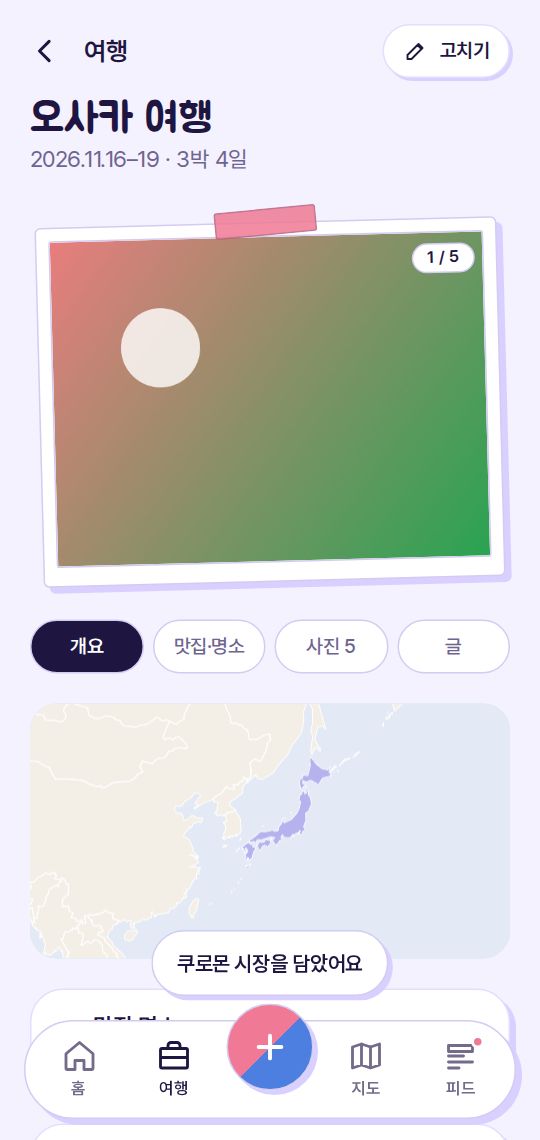 여행
고치기
오사카 여행
2026.11.16–19 · 3박 4일
1 / 5
개요
맛집·명소
사진 5
글
쿠로몬 시장을 담았어요
홈
여행
지도
피드